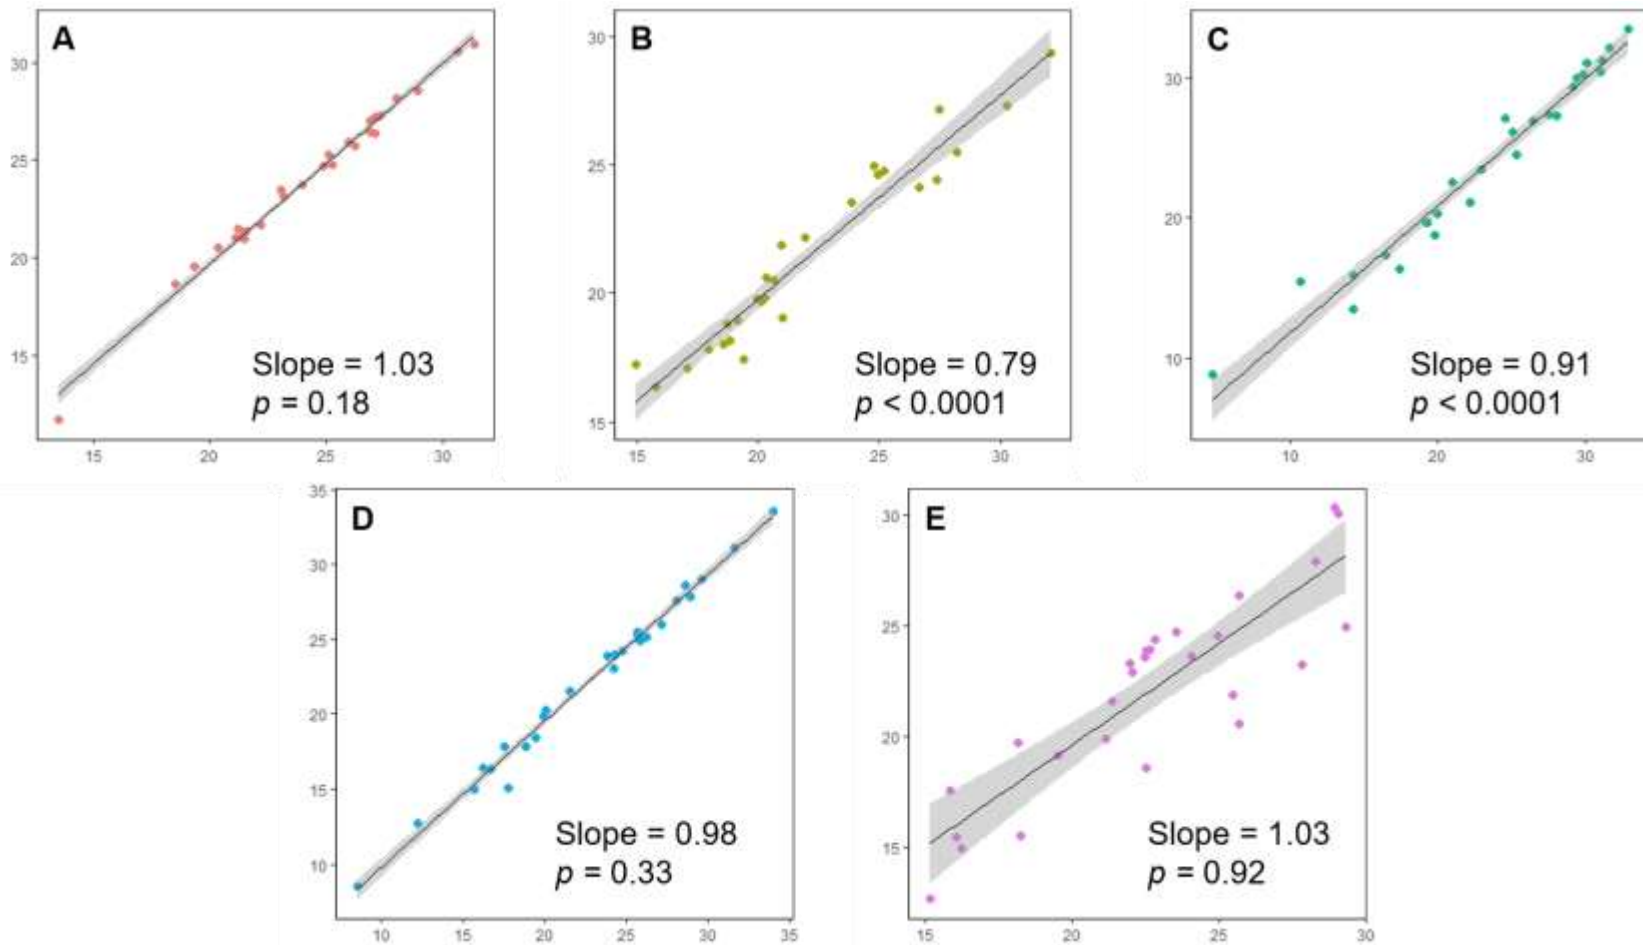 A
30
25
20
15
Slope = 1.03
p = 0.18
15 20 25 30
B
30
25
20
15
Slope = 0.79
p < 0.0001
15 20 25 30
C
30
20
10
Slope = 0.91
p < 0.0001
10 20 30
D
35
30
25
20
15
10
Slope = 0.98
p = 0.33
10 15 20 25 30 35
E
30
25
20
15
Slope = 1.03
p = 0.92
15 20 25 30